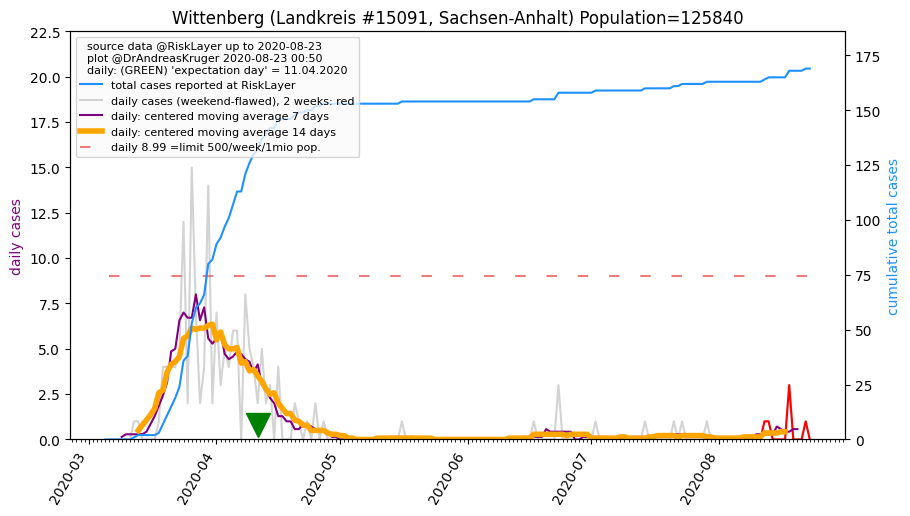 Wittenberg (Landkreis #15091, Sachsen-Anhalt) Population=125840
source data @RiskLayer up to 2020-08-23
plot @DrAndreasKruger 2020-08-23 00:50
daily: (GREEN) 'expectation day' = 11.04.2020
total cases reported at RiskLayer
daily cases (weekend-flawed), 2 weeks: red
daily: centered moving average 7 days
daily: centered moving average 14 days
daily 8.99 =limit 500/week/1mio pop.
daily cases
22.5
20.0
17.5
15.0
12.5
10.0
7.5
5.0
2.5
0.0
175
150
125
100
75
50
25
0
cumulative total cases
2020-03
2020-04
2020-05
2020-06
2020-07
2020-08